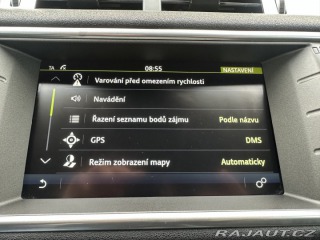 TA 08:55 NASTAVENÍ
Varování před omezením rychlosti
Navádění
Řazení seznamu bodů zájmu Podle názvu
GPS DMS
Režim zobrazení mapy Automaticky
RAJAUT.CZ